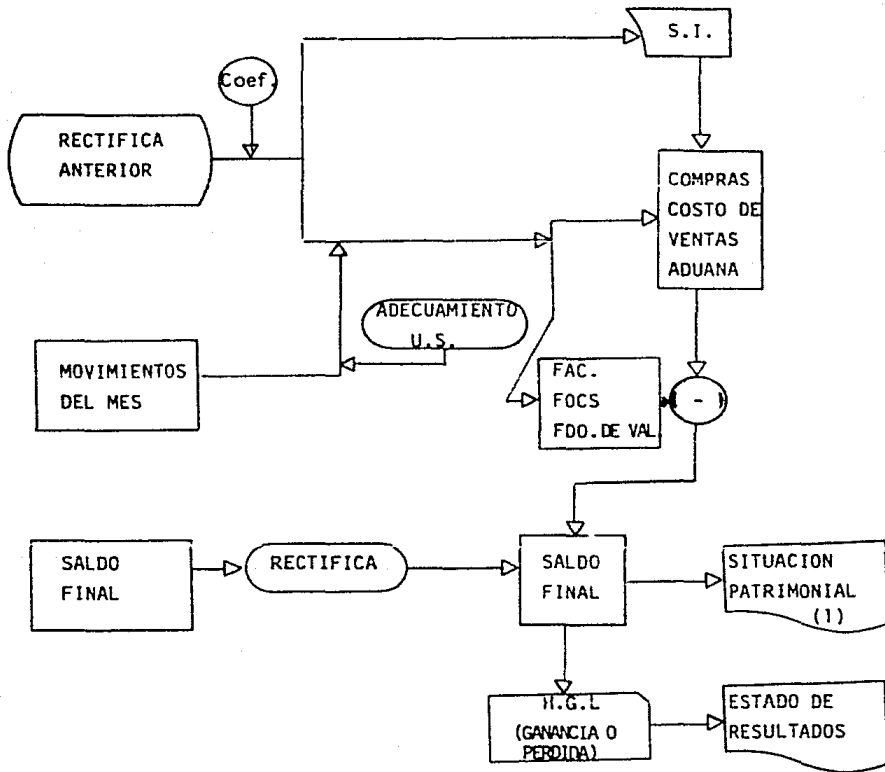 S.I.
Coef.
RECTIFICA
ANTERIOR
COMPRAS
COSTO DE
VENTAS
ADUANA
ADECUAMIENTO
U.S.
MOVIMIENTOS
DEL MES
FAC.
FOCS
FDO. DE VAL.
( - )
SALDO
FINAL
RECTIFICA
SALDO
FINAL
SITUACION
PATRIMONIAL
(1)
H.G.L
(GANANCIA O
PERDIDA)
ESTADO DE
RESULTADOS